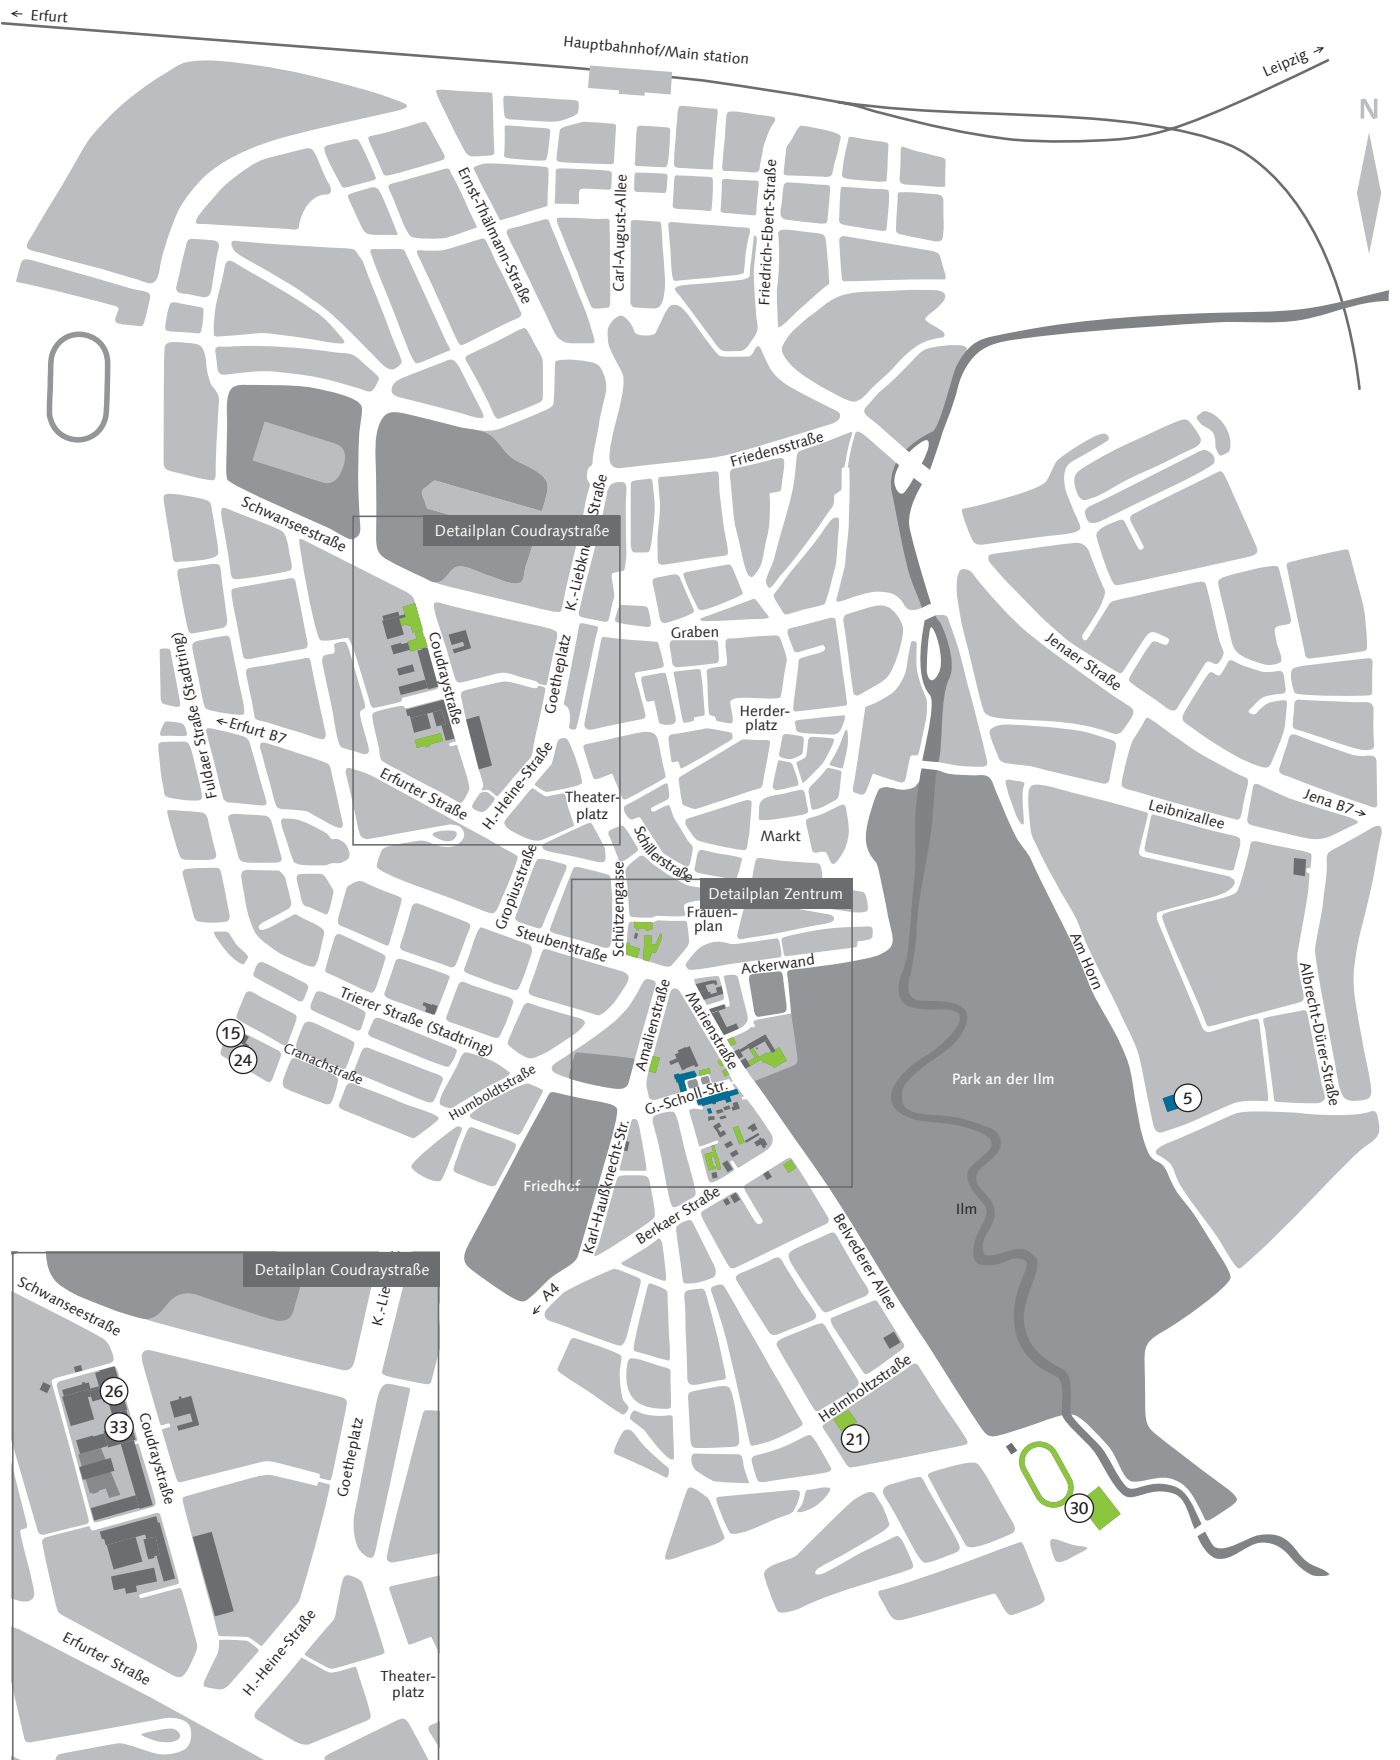 ← Erfurt
Hauptbahnhof/Main station
Leipzig →
N
Ernst-Thälmann-Straße
Carl-August-Allee
Friedrich-Ebert-Straße
Friedensstraße
Schwanseestraße
Detailplan Coudraystraße
K.-Liebkn
Straße
Graben
Coudraystraße
Goetheplatz
Jenaer Straße
Fuldaer Straße (Stadtring)
← Erfurt B7
Herder-
platz
Erfurter Straße
H.-Heine-Straße
Theater-
platz
Markt
Schillerstraße
Leibnizallee
Jena B7 →
Gropiusstraße
Schützengasse
Detailplan Zentrum
Frauen-
plan
Steubenstraße
Ackerwand
Am Horn
Albrecht-Dürer-Straße
Trierer Straße (Stadtring)
Amalienstraße
Marienstraße
15
24
Cranachstraße
Humboldtstraße
G.-Scholl-Str.
Park an der Ilm
5
Friedhof
Karl-Haußknecht-Str.
Berkaer Straße
Ilm
Belvederer Allee
← A4
Helmholtzstraße
21
30
Detailplan Coudraystraße
Schwanseestraße
K.-Lie
26
33
Coudraystraße
Goetheplatz
Erfurter Straße
H.-Heine-Straße
Theater-
platz